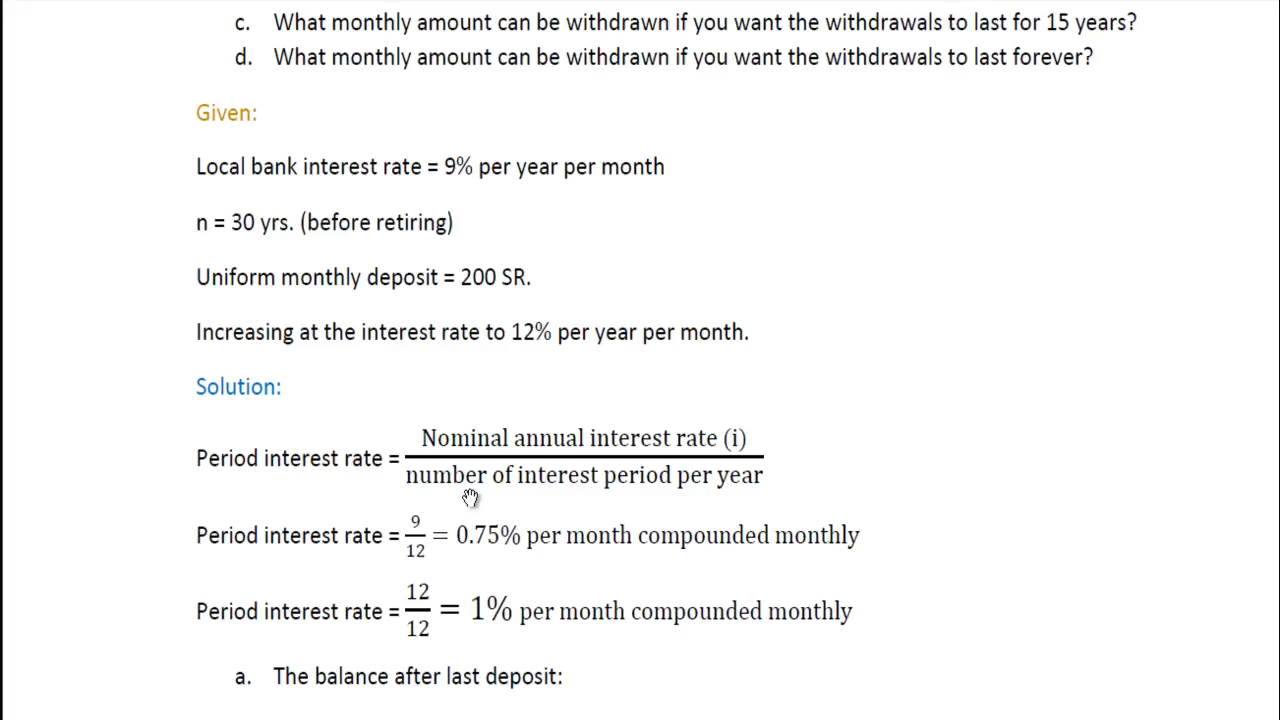 c. What monthly amount can be withdrawn if you want the withdrawals to last for 15 years?
d. What monthly amount can be withdrawn if you want the withdrawals to last forever?
Given:
Local bank interest rate = 9% per year per month
n = 30 yrs. (before retiring)
Uniform monthly deposit = 200 SR.
Increasing at the interest rate to 12% per year per month.
Solution:
Period interest rate = Nominal annual interest rate (i) / number of interest period per year
Period interest rate = 9/12 = 0.75% per month compounded monthly
Period interest rate = 12/12 = 1% per month compounded monthly
a. The balance after last deposit: